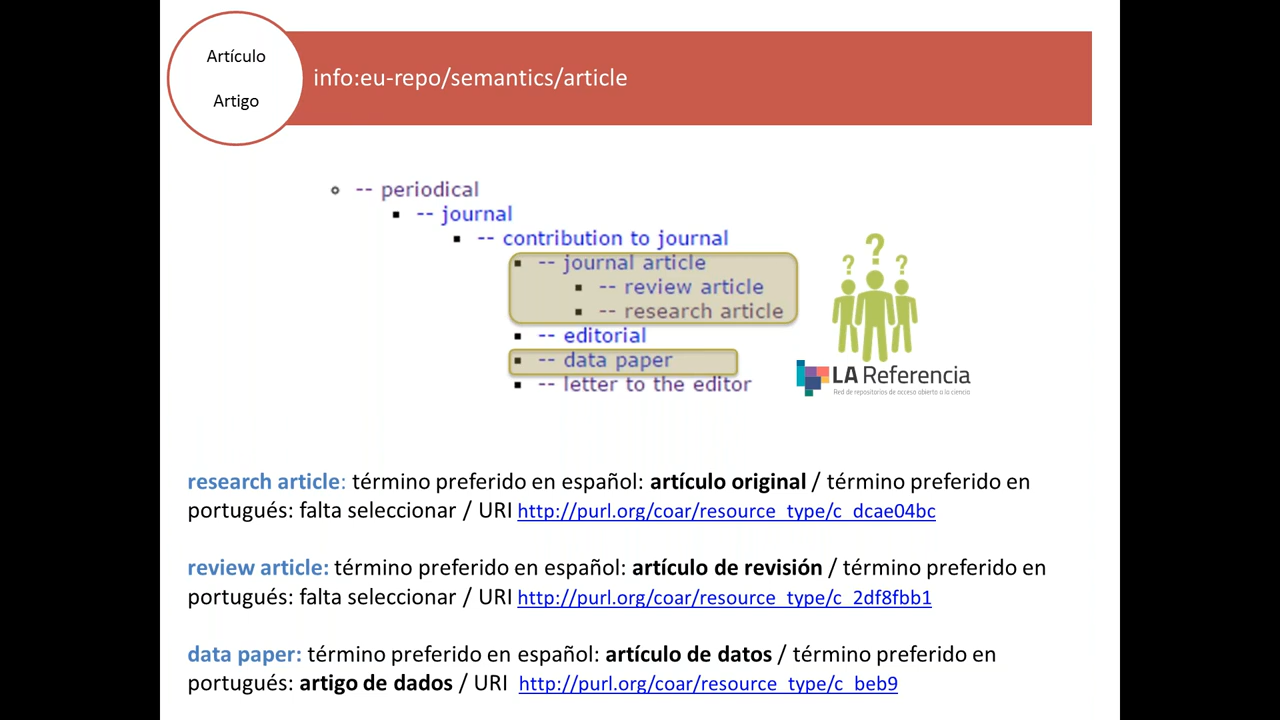 Artículo
Artigo
info:eu-repo/semantics/article
-- periodical
-- journal
-- contribution to journal
-- journal article
-- review article
-- research article
-- editorial
-- data paper
-- letter to the editor
? ? ?
LA Referencia
Red de repositorios de acceso abierto a la ciencia
research article: término preferido en español: artículo original / término preferido en
portugués: falta seleccionar / URI http://purl.org/coar/resource_type/c_dcae04bc
review article: término preferido en español: artículo de revisión / término preferido en
portugués: falta seleccionar / URI http://purl.org/coar/resource_type/c_2df8fbb1
data paper: término preferido en español: artículo de datos / término preferido en
portugués: artigo de dados / URI http://purl.org/coar/resource_type/c_beb9